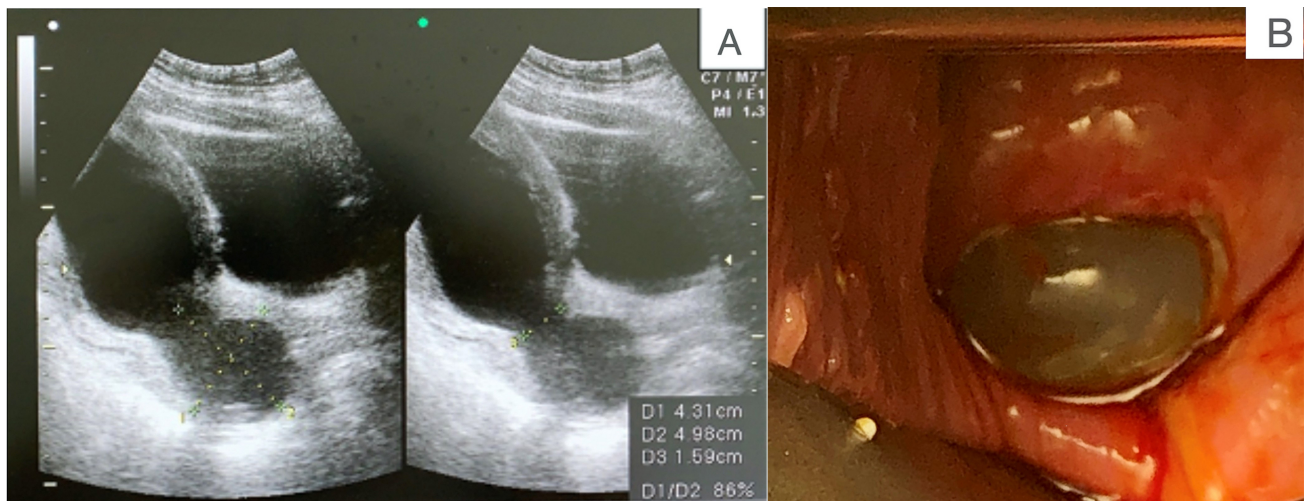 A
C7 / M7
P4 / E1
MI 1.3
D1 4.31cm
D2 4.98cm
D3 1.59cm
D1/D2 86%
B